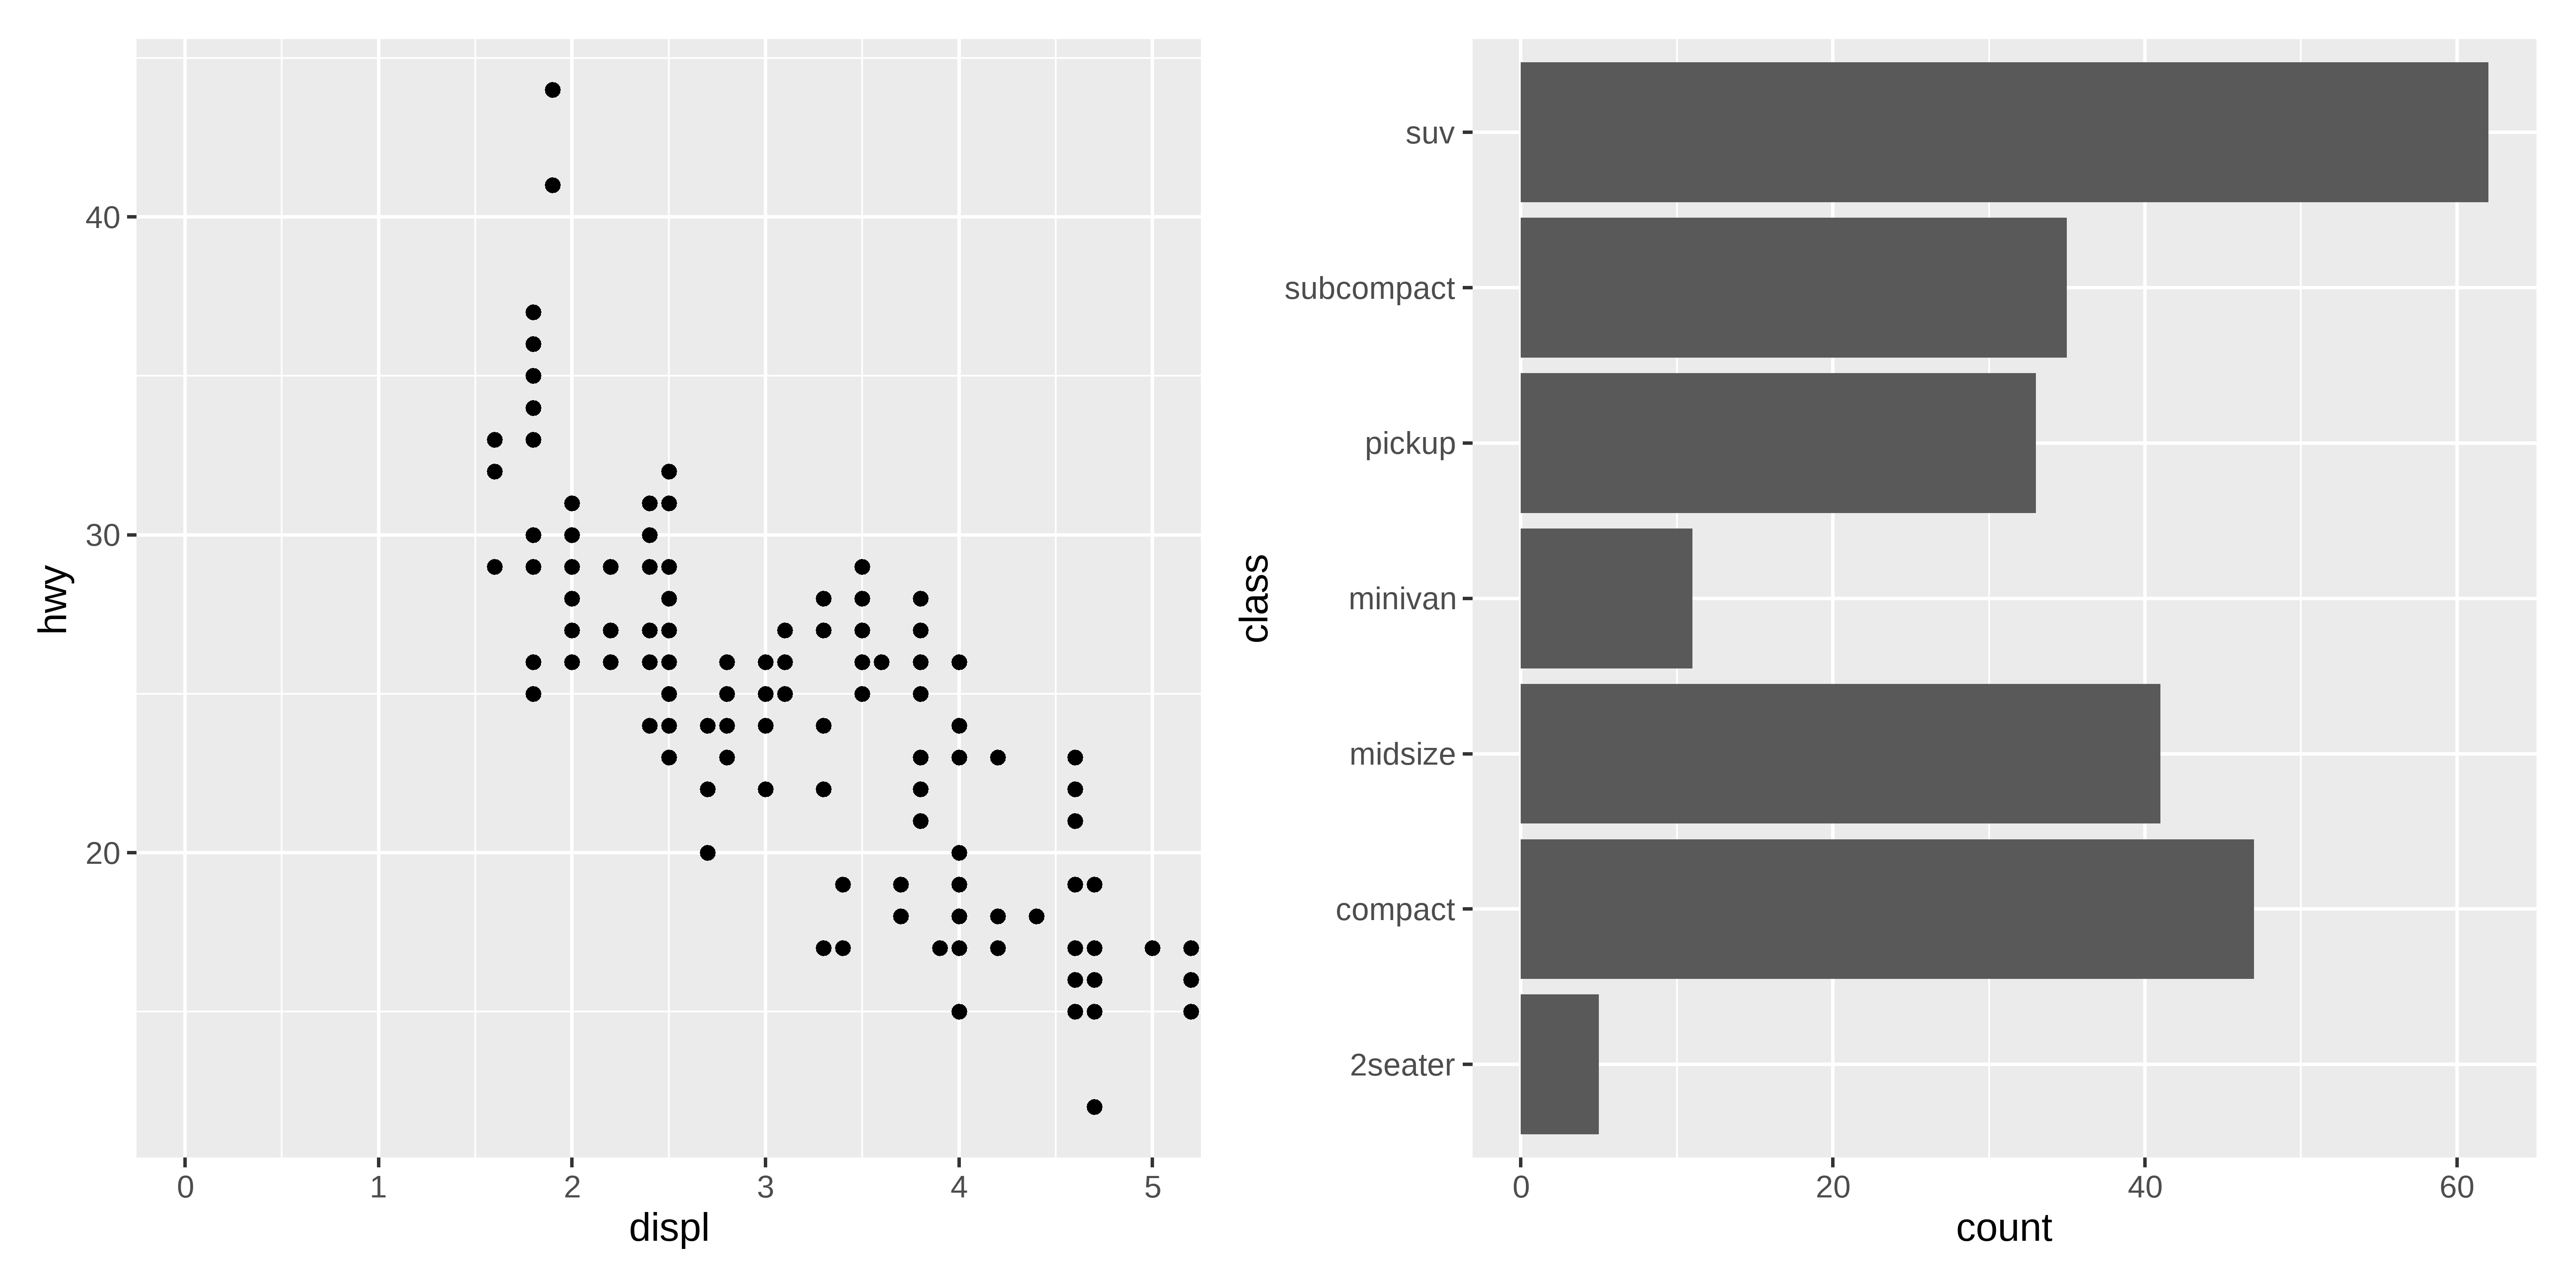 hwy
40
30
20
0 1 2 3 4 5
displ
class
suv
subcompact
pickup
minivan
midsize
compact
2seater
0 20 40 60
count